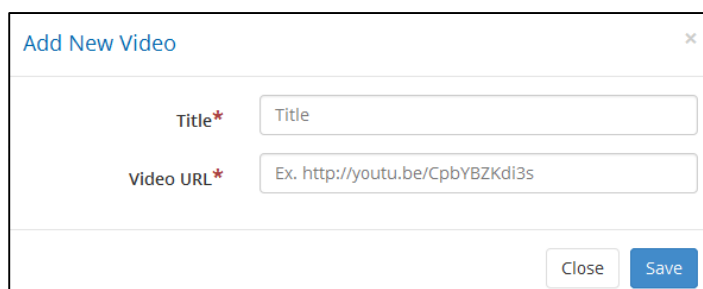 Add New Video ×
Title* Title
Video URL* Ex. http://youtu.be/CpbYBZKdi3s
Close Save